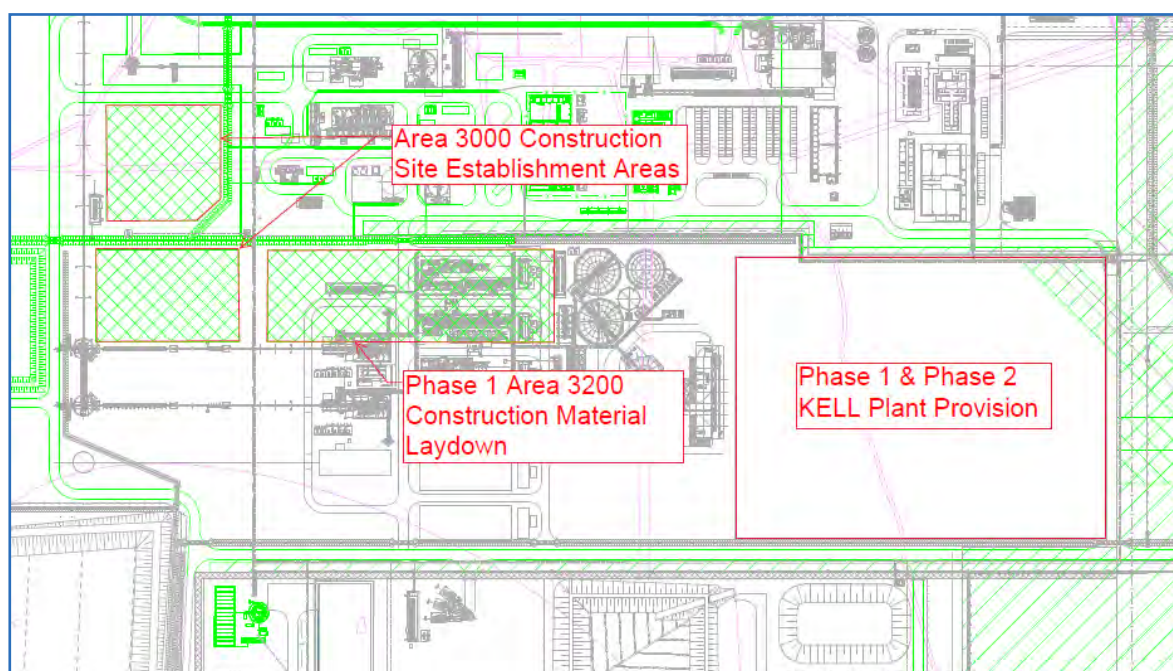 Area 3000 Construction
Site Establishment Areas
Phase 1 Area 3200
Construction Material
Laydown
Phase 1 & Phase 2
KELL Plant Provision